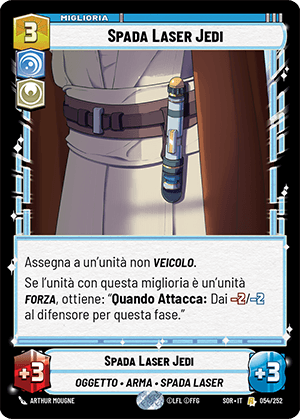 MIGLIORIA
3
SPADA LASER JEDI
Assegna a un'unità non VEICOLO.
Se l'unità con questa miglioria è un'unità
FORZA, ottiene: "Quando Attacca: Dai -2/-2
al difensore per questa fase."
SPADA LASER JEDI
+3
OGGETTO • ARMA • SPADA LASER
+3
ARTHUR MOUGNE
©LFL ©FFG
SOR • IT
054/252